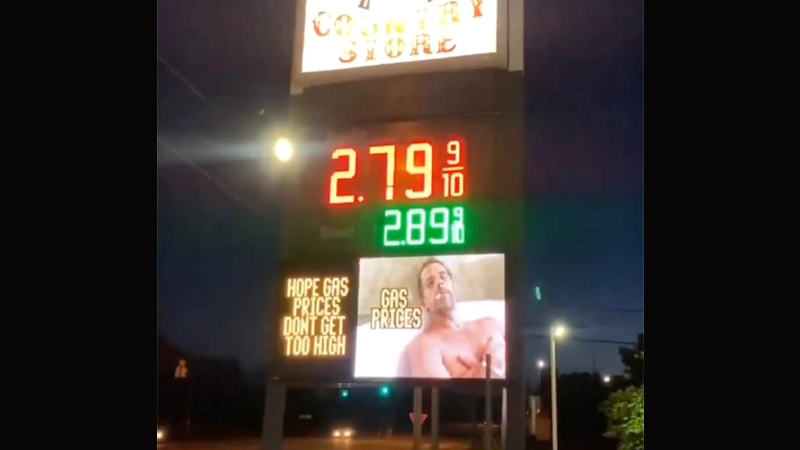 COUNTRY
STORE
2.79 9/10
2.89 9/10
HOPE GAS
PRICES
DONT GET
TOO HIGH
GAS
PRICES